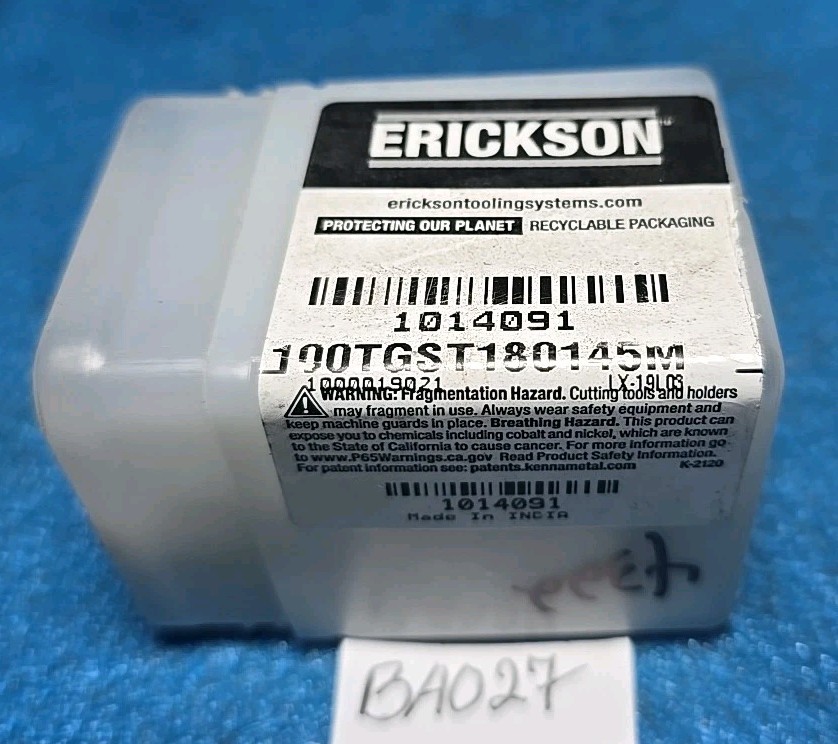 ERICKSON
ericksontoolingsystems.com
PROTECTING OUR PLANET RECYCLABLE PACKAGING
1014091
100TGST180145M
1000019021 LX-19L03
WARNING: Fragmentation Hazard. Cutting tools and holders
may fragment in use. Always wear safety equipment and
keep machine guards in place. Breathing Hazard. This product can
expose you to chemicals including cobalt and nickel, which are known
to the State of California to cause cancer. For more information go
to www.P65Warnings.ca.gov Read Product Safety Information.
For patent information see: patents.kennametal.com K-2120
1014091
Made In INDIA
BA027